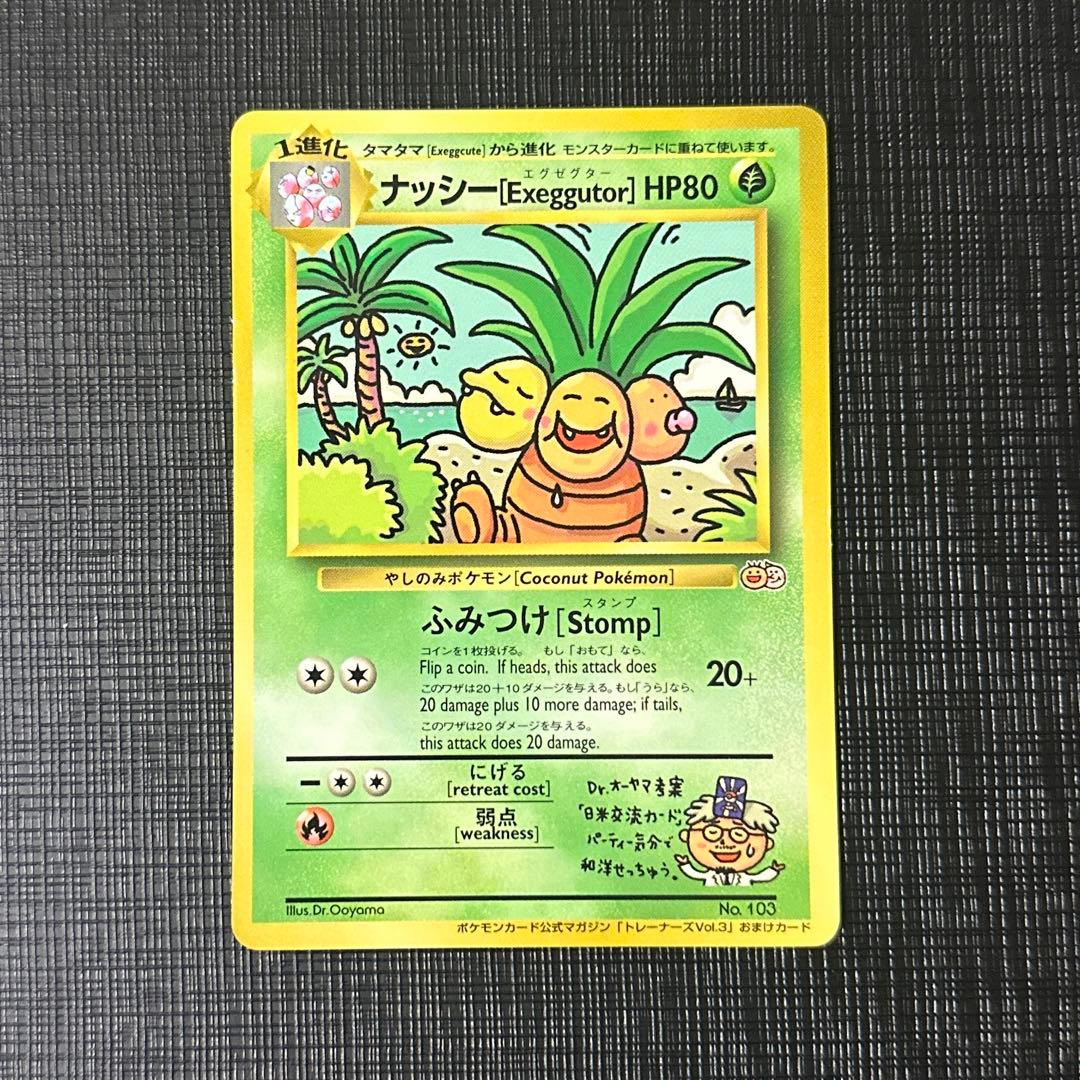 1進化
タマタマ[Exeggcute]から進化 モンスターカードに重ねて使います。
エグゼグター
ナッシー[Exeggutor] HP80
やしのみポケモン[Coconut Pokémon]
スタンプ
ふみつけ[Stomp]
コインを1枚投げる。 もし「おもて」なら、
Flip a coin. If heads, this attack does
このワザは20+10ダメージを与える。もし「うら」なら、
20 damage plus 10 more damage; if tails,
このワザは20ダメージを与える。
this attack does 20 damage.
20+
にげる
[retreat cost]
弱点
[weakness]
Dr.オーヤマ考案
「日米交流カード」
パーティー気分で
和洋せっちゅう。
Illus.Dr.Ooyama
No. 103
ポケモンカード公式マガジン「トレーナーズVol.3」おまけカード